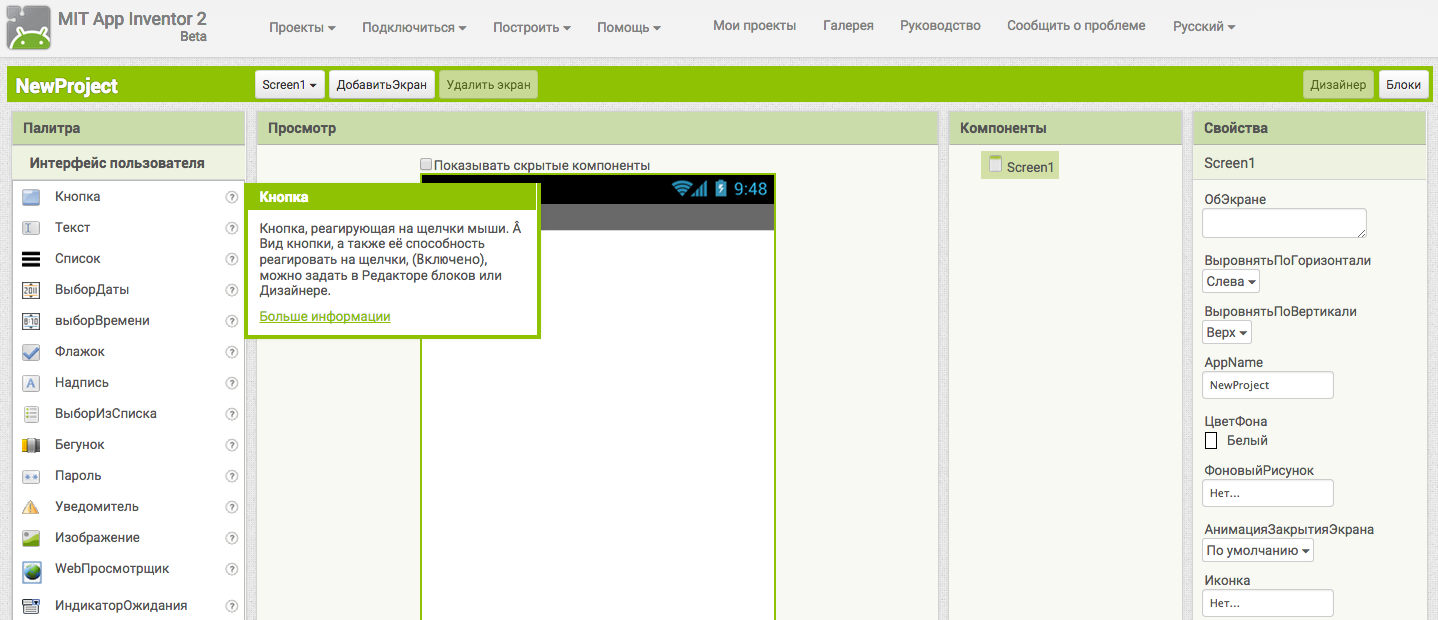 MIT App Inventor 2
Beta
Проекты
Подключиться
Построить
Помощь
Мои проекты
Галерея
Руководство
Сообщить о проблеме
Русский
NewProject
Screen1
ДобавитьЭкран
Удалить экран
Дизайнер
Блоки
Палитра
Интерфейс пользователя
Кнопка
?
Текст
?
Список
?
2011
ВыборДаты
?
8:10
выборВремени
?
Флажок
?
A
Надпись
?
ВыборИзСписка
?
Бегунок
?
Пароль
?
Уведомитель
?
Изображение
?
WebПросмотрщик
?
ИндикаторОжидания
?
Просмотр
Показывать скрытые компоненты
9:48
Кнопка
Кнопка, реагирующая на щелчки мыши. Â
Вид кнопки, а также её способность
реагировать на щелчки, (Включено),
можно задать в Редакторе блоков или
Дизайнере.
Больше информации
Компоненты
Screen1
Свойства
Screen1
ОбЭкране
ВыровнятьПоГоризонтали
Слева
ВыровнятьПоВертикали
Верх
AppName
NewProject
ЦветФона
Белый
ФоновыйРисунок
Нет...
АнимацияЗакрытияЭкрана
По умолчанию
Иконка
Нет...